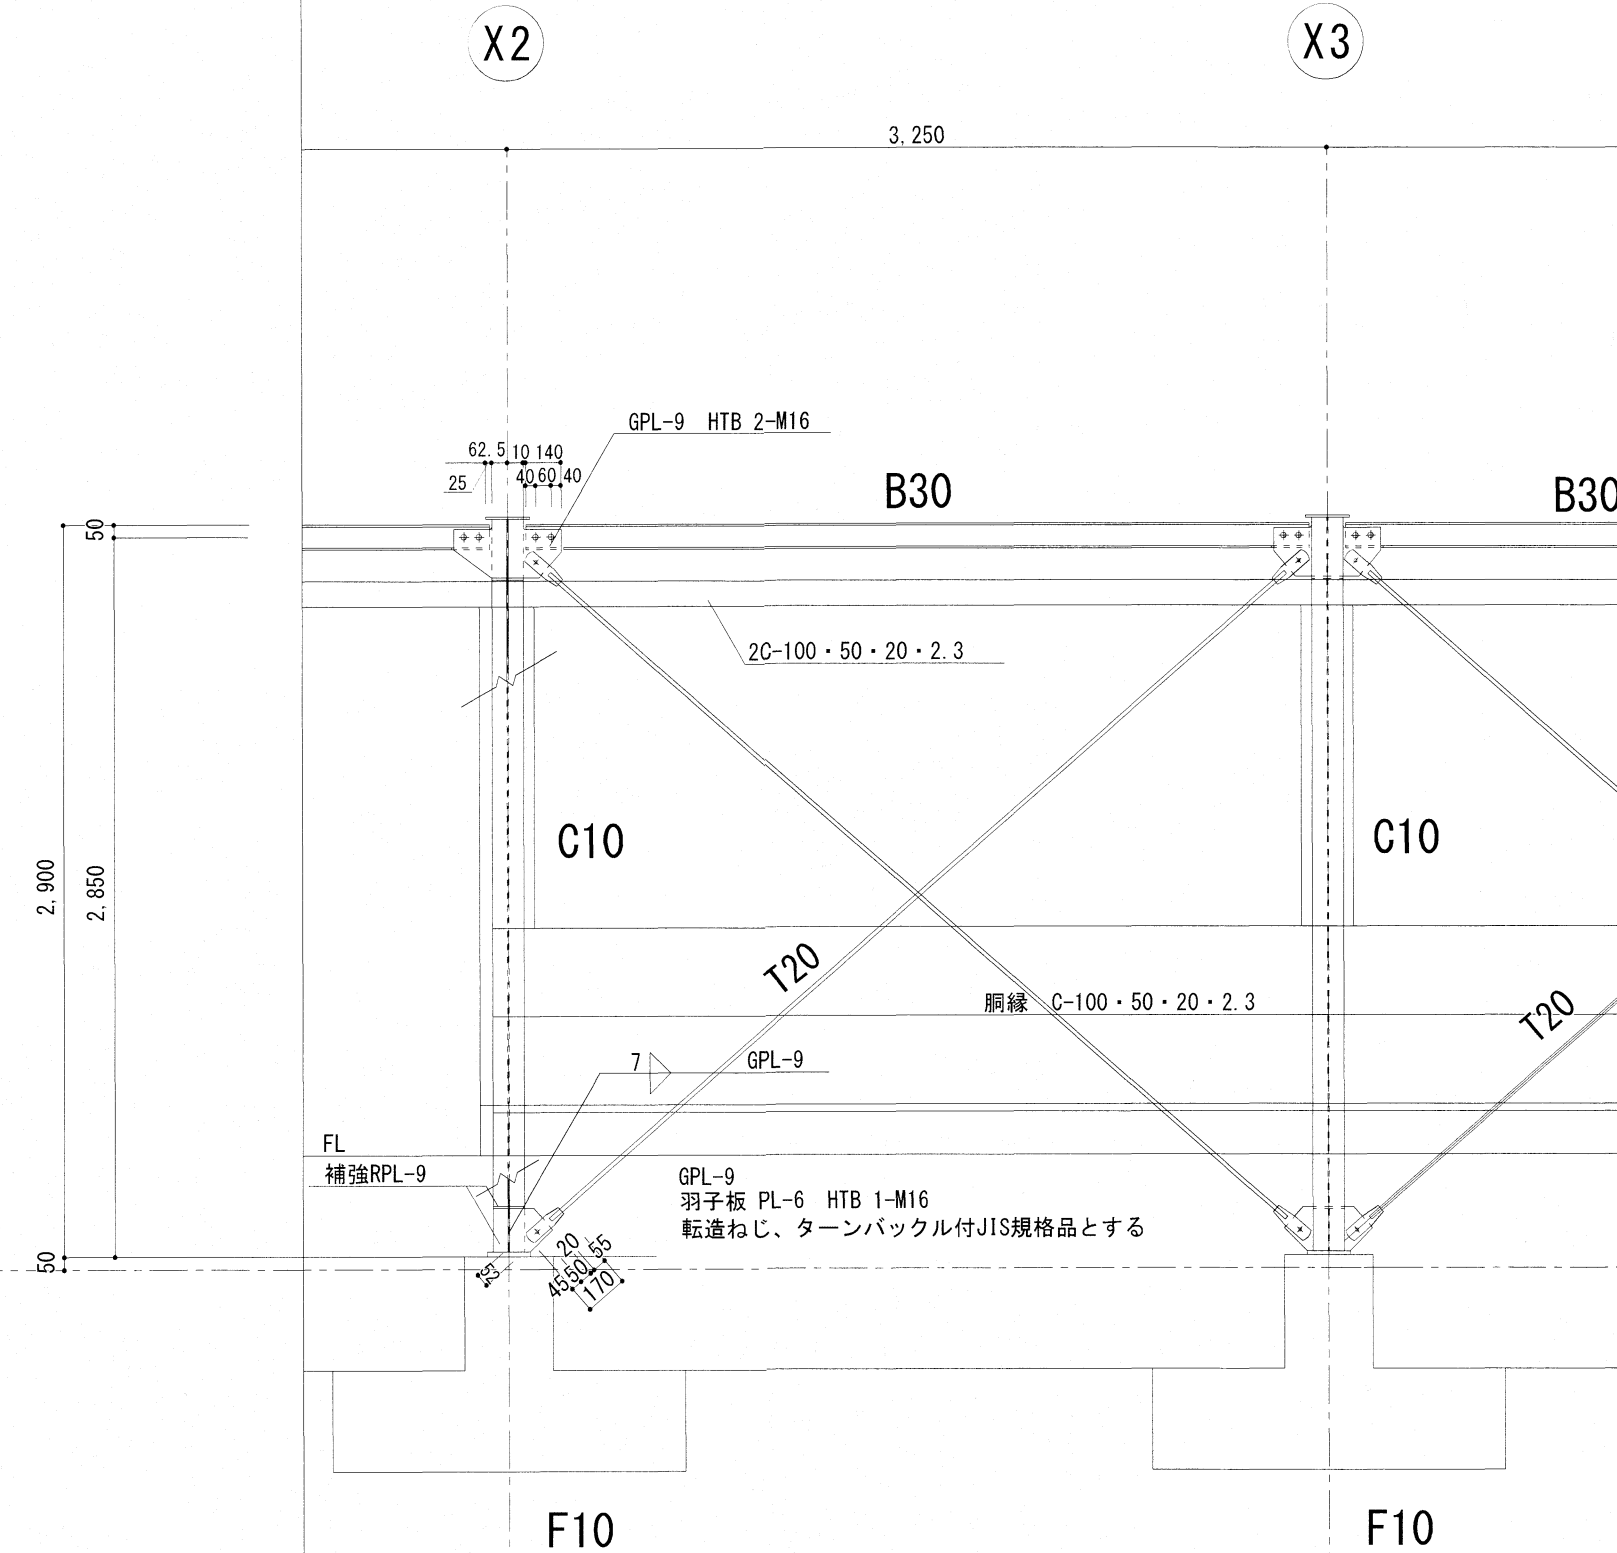 X2
X3
3,250
GPL-9 HTB 2-M16
62.5 10 140
25
40 60 40
B30
B30
50
2C-100・50・20・2.3
C10
C10
2,900
2,850
T20
胴縁 C-100・50・20・2.3
T20
7
GPL-9
FL
補強RPL-9
GPL-9
羽子板 PL-6 HTB 1-M16
転造ねじ、ターンバックル付JIS規格品とする
50
52
20
55
45
50
170
F10
F10